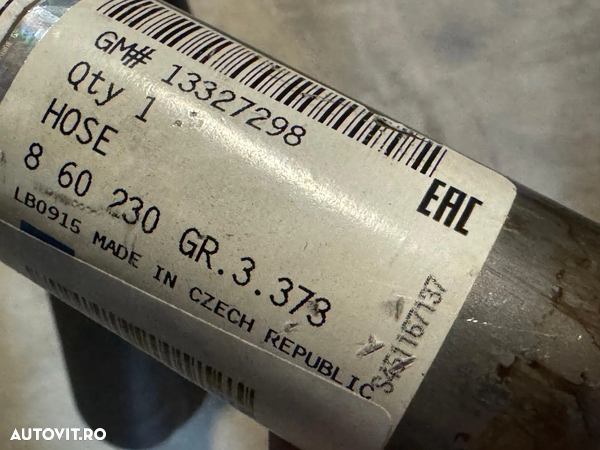 GM# 13327298
Qty 1
HOSE
8 60 230 GR.3.373
LB0915 MADE IN CZECH REPUBLIC
EAC
3451167137
AUTOVIT.RO